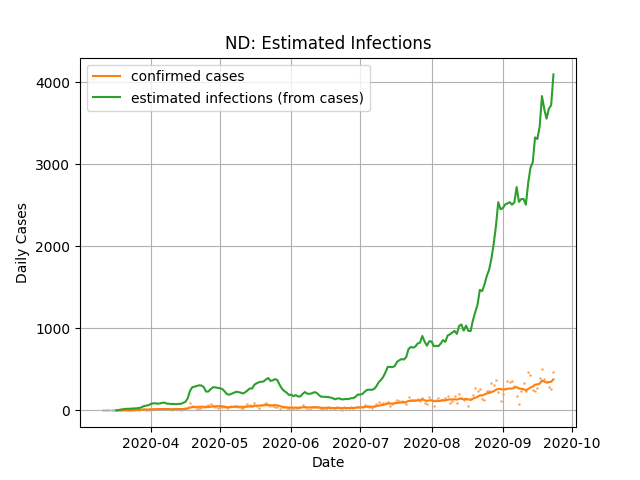 ND: Estimated Infections
confirmed cases
estimated infections (from cases)
4000
3000
2000
1000
0
Daily Cases
2020-04 2020-05 2020-06 2020-07 2020-08 2020-09 2020-10
Date